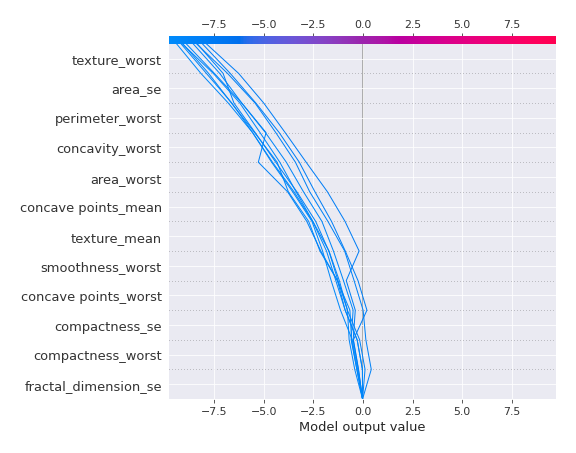 −7.5 −5.0 −2.5 0.0 2.5 5.0 7.5
texture_worst
area_se
perimeter_worst
concavity_worst
area_worst
concave points_mean
texture_mean
smoothness_worst
concave points_worst
compactness_se
compactness_worst
fractal_dimension_se
−7.5 −5.0 −2.5 0.0 2.5 5.0 7.5
Model output value